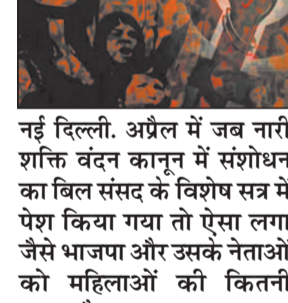 नई दिल्ली. अप्रैल में जब नारी
शक्ति वंदन कानून में संशोधन
का बिल संसद के विशेष सत्र में
पेश किया गया तो ऐसा लगा
जैसे भाजपा और उसके नेताओं
को महिलाओं की कितनी